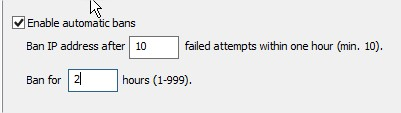 Enable automatic bans
Ban IP address after 10 failed attempts within one hour (min. 10).
Ban for 2 hours (1-999).